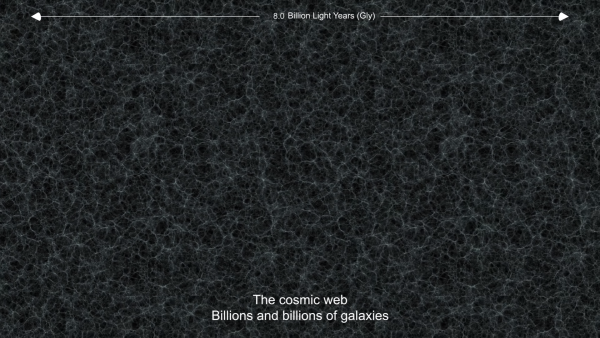 8.0 Billion Light Years (Gly)
The cosmic web
Billions and billions of galaxies